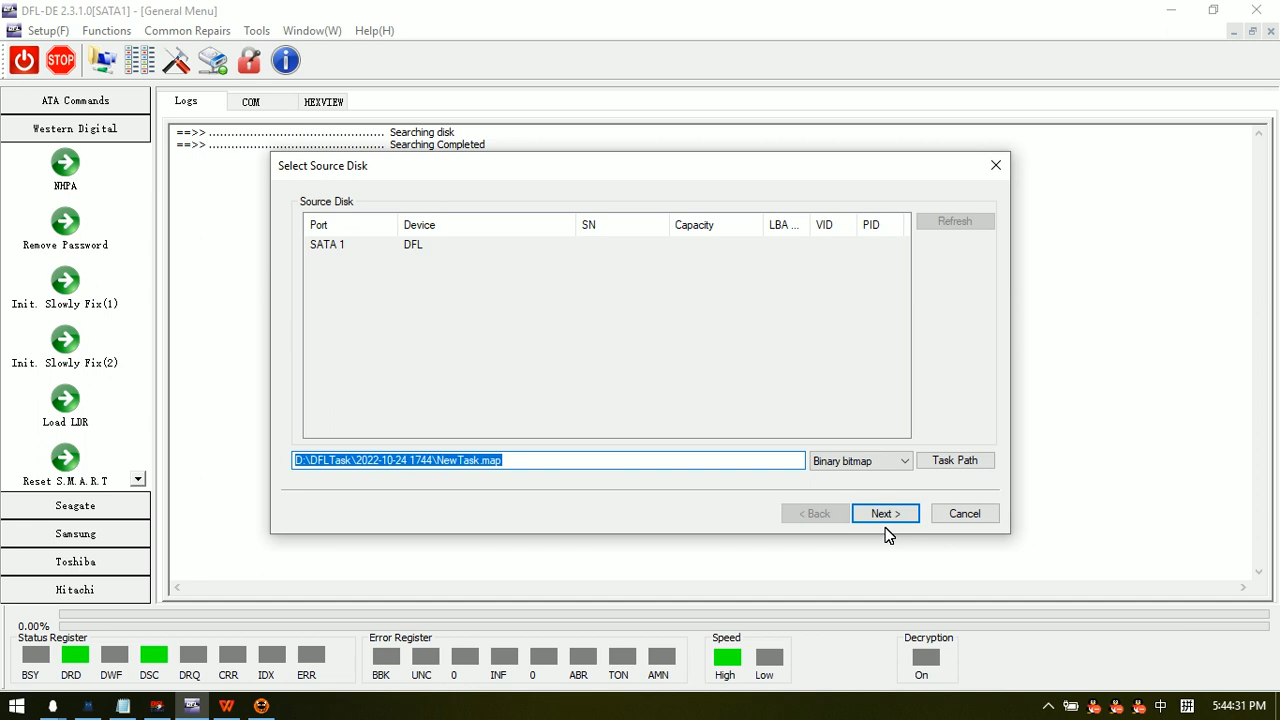 DFL-DE 2.3.1.0[SATA1] - [General Menu]
Setup(F) Functions Common Repairs Tools Window(W) Help(H)
STOP
ATA Commands
Western Digital
NHPA
Remove Password
Init. Slowly Fix(1)
Init. Slowly Fix(2)
Load LDR
Reset S.M.A.R.T
Seagate
Samsung
Toshiba
Hitachi
Logs COM HEXVIEW
==>> ............................................... Searching disk
==>> ............................................... Searching Completed
Select Source Disk
Source Disk
Port Device SN Capacity LBA ... VID PID
Refresh
SATA 1 DFL
D:\DFLTask\2022-10-24 1744\NewTask.map Binary bitmap Task Path
< Back Next > Cancel
0.00%
Status Register Error Register Speed Decryption
BSY DRD DWF DSC DRQ CRR IDX ERR BBK UNC 0 INF 0 ABR TON AMN High Low On
中 拼 5:44:31 PM